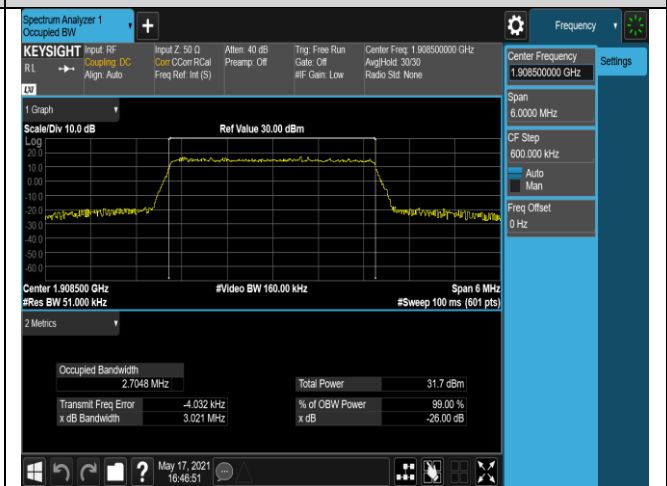 Spectrum Analyzer 1
Occupied BW
+
Frequency
KEYSIGHT
R L
LXI
Input: RF
Coupling: DC
Align: Auto
Input Z: 50 Ω
Corr CCorr RCal
Freq Ref: Int (S)
Atten: 40 dB
Preamp: Off
Trig: Free Run
Gate: Off
#IF Gain: Low
Center Freq: 1.908500000 GHz
Avg|Hold: 30/30
Radio Std: None
Center Frequency
1.908500000 GHz
Settings
Span
6.0000 MHz
CF Step
600.000 kHz
Auto
Man
Freq Offset
0 Hz
1 Graph
Scale/Div 10.0 dB
Ref Value 30.00 dBm
Log
20.0
10.0
0.00
-10.0
-20.0
-30.0
-40.0
-50.0
-60.0
Center 1.908500 GHz
#Video BW 160.00 kHz
Span 6 MHz
#Res BW 51.000 kHz
#Sweep 100 ms (601 pts)
2 Metrics
Occupied Bandwidth
2.7048 MHz
Total Power
31.7 dBm
Transmit Freq Error
-4.032 kHz
% of OBW Power
99.00 %
x dB Bandwidth
3.021 MHz
x dB
-26.00 dB
?
May 17, 2021
16:46:51